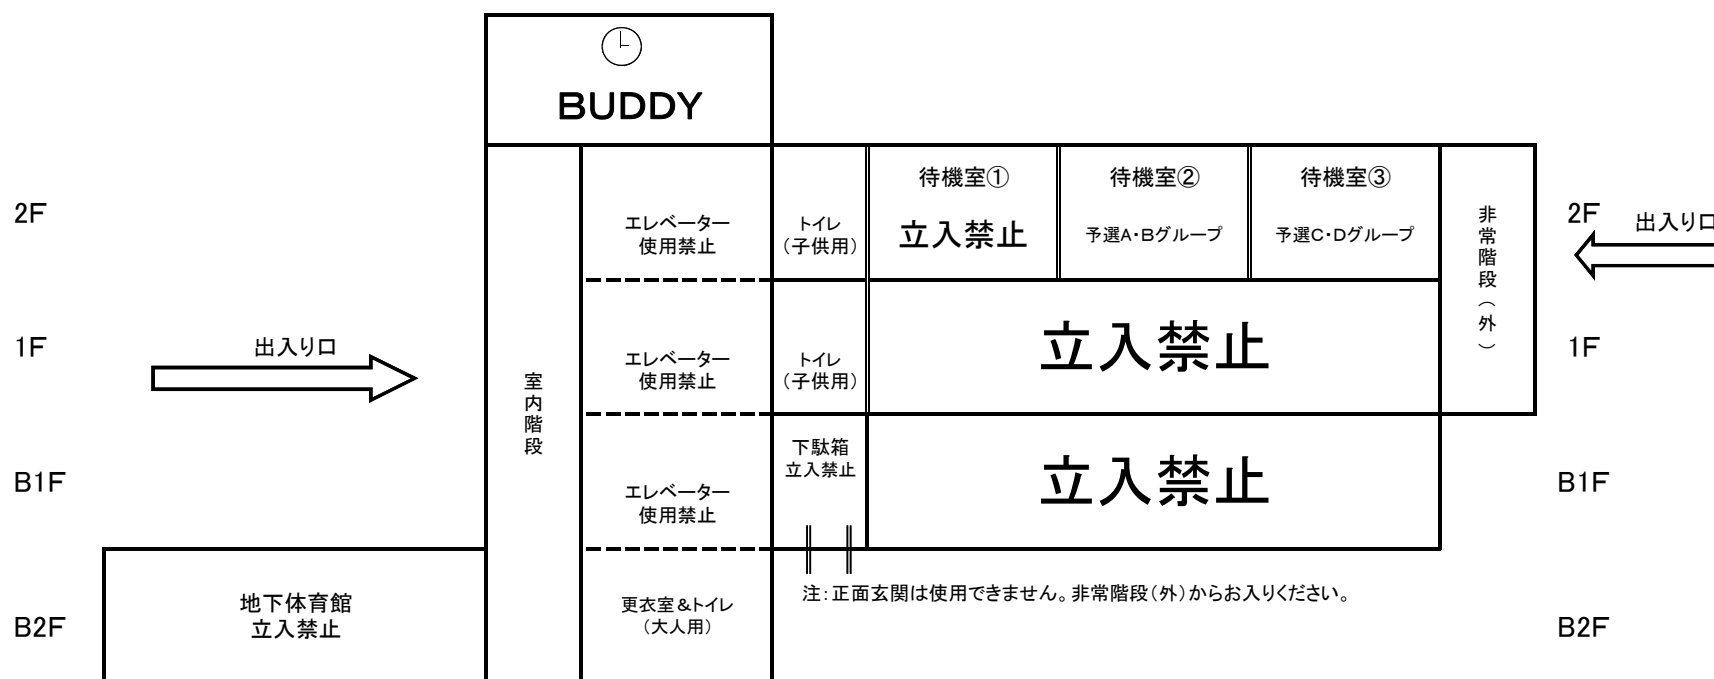 BUDDY
待機室①
待機室②
待機室③
2F
エレベーター
使用禁止
トイレ
(子供用)
立入禁止
予選A・Bグループ
予選C・Dグループ
非常階段(外)
2F
出入り口
1F
出入り口
室内階段
エレベーター
使用禁止
トイレ
(子供用)
立入禁止
1F
B1F
エレベーター
使用禁止
下駄箱
立入禁止
立入禁止
B1F
注:正面玄関は使用できません。非常階段(外)からお入りください。
B2F
地下体育館
立入禁止
更衣室&トイレ
(大人用)
B2F